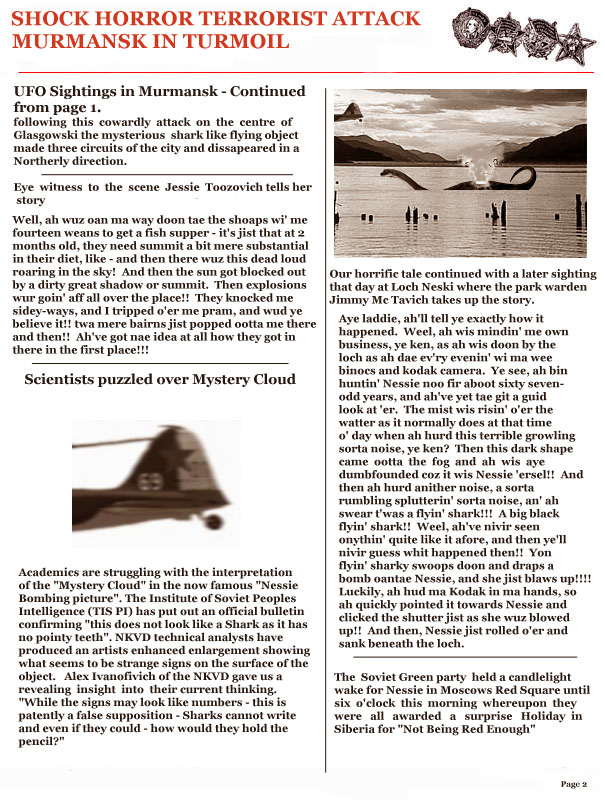 SHOCK HORROR TERRORIST ATTACK
MURMANSK IN TURMOIL
UFO Sightings in Murmansk - Continued
from page 1.
following this cowardly attack on the centre of
Glasgowski the mysterious shark like flying object
made three circuits of the city and dissapeared in a
Northerly direction.
Eye witness to the scene Jessie Toozovich tells her
story
Well, ah wuz oan ma way doon tae the shoaps wi' me
fourteen weans to get a fish supper - it's jist that at 2
months old, they need summit a bit mere substantial
in their diet, like - and then there wuz this dead loud
roaring in the sky! And then the sun got blocked out
by a dirty great shadow or summit. Then explosions
wur goin' aff all over the place!! They knocked me
sidey-ways, and I tripped o'er me pram, and wud ye
believe it!! twa mere bairns jist popped ootta me there
and then!! Ah've got nae idea at all how they got in
there in the first place!!!
Scientists puzzled over Mystery Cloud
Academics are struggling with the interpretation
of the "Mystery Cloud" in the now famous "Nessie
Bombing picture". The Institute of Soviet Peoples
Intelligence (TIS PI) has put out an official bulletin
confirming "this does not look like a Shark as it has
no pointy teeth". NKVD technical analysts have
produced an artists enhanced enlargement showing
what seems to be strange signs on the surface of the
object. Alex Ivanofivich of the NKVD gave us a
revealing insight into their current thinking.
"While the signs may look like numbers - this is
patently a false supposition - Sharks cannot write
and even if they could - how would they hold the
pencil?"
Our horrific tale continued with a later sighting
that day at Loch Neski where the park warden
Jimmy Mc Tavich takes up the story.
Aye laddie, ah'll tell ye exactly how it
happened. Weel, ah wis mindin' me own
business, ye ken, as ah wis doon by the
loch as ah dae ev'ry evenin' wi ma wee
binocs and kodak camera. Ye see, ah bin
huntin' Nessie noo fir aboot sixty seven-
odd years, and ah've yet tae git a guid
look at 'er. The mist wis risin' o'er the
watter as it normally does at that time
o' day when ah hurd this terrible growling
sorta noise, ye ken? Then this dark shape
came ootta the fog and ah wis aye
dumbfounded coz it wis Nessie 'ersel!! And
then ah hurd anither noise, a sorta
rumbling splutterin' sorta noise, an' ah
swear t'was a flyin' shark!!! A big black
flyin' shark!! Weel, ah've nivir seen
onythin' quite like it afore, and then ye'll
nivir guess whit happened then!! Yon
flyin' sharky swoops doon and draps a
bomb oantae Nessie, and she jist blaws up!!!!
Luckily, ah hud ma Kodak in ma hands, so
ah quickly pointed it towards Nessie and
clicked the shutter jist as she wuz blowed
up!! And then, Nessie jist rolled o'er and
sank beneath the loch.
The Soviet Green party held a candlelight
wake for Nessie in Moscows Red Square until
six o'clock this morning whereupon they
were all awarded a surprise Holiday in
Siberia for "Not Being Red Enough"
Page 2